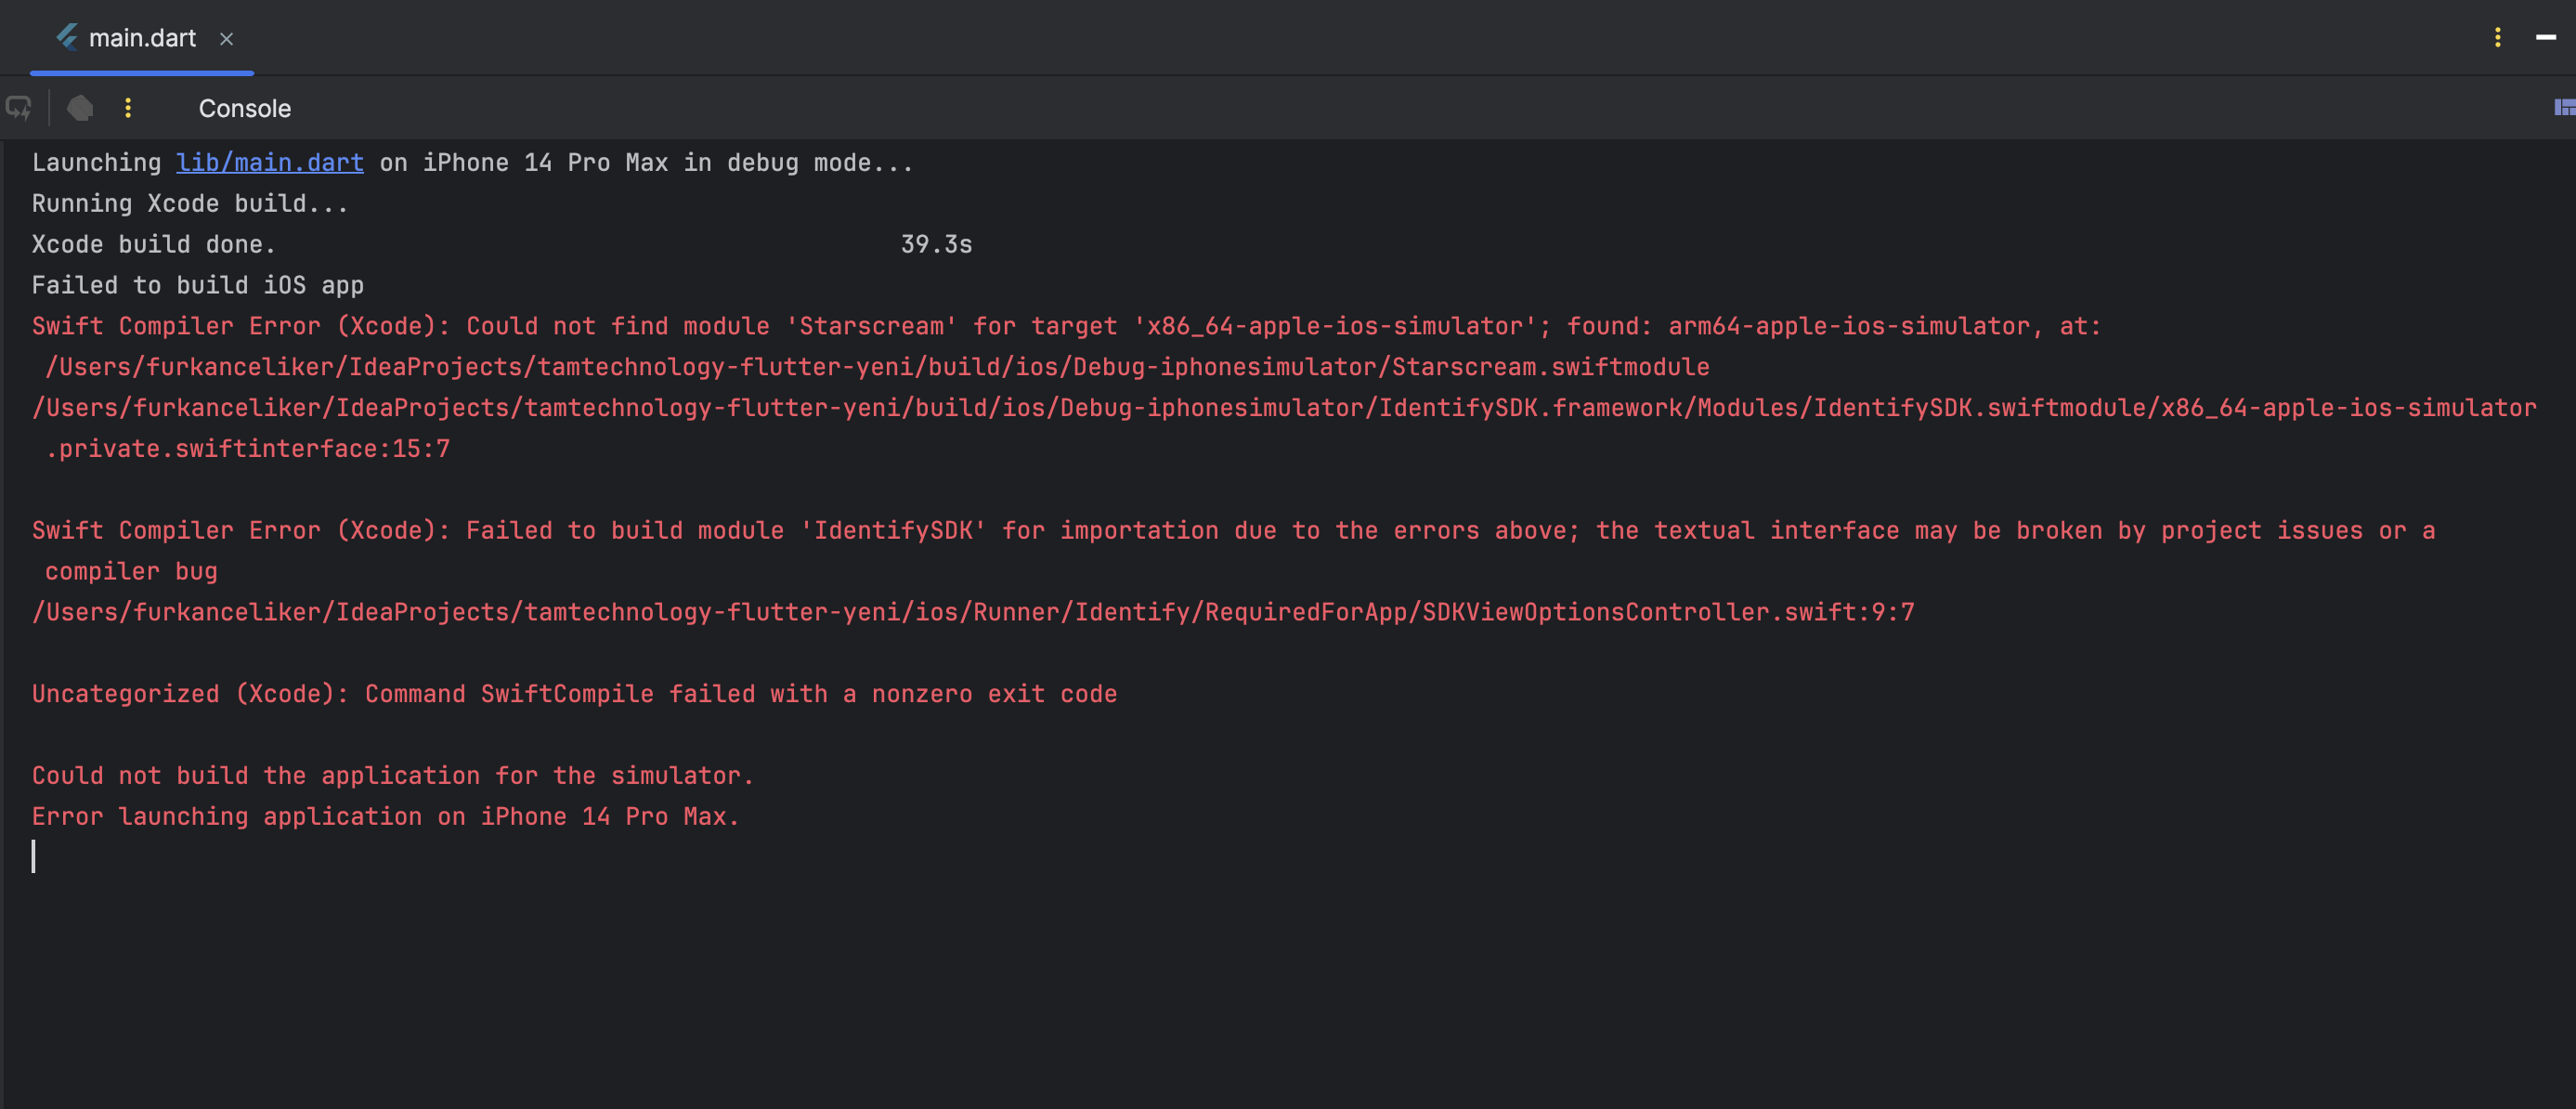 main.dart
Console
Launching lib/main.dart on iPhone 14 Pro Max in debug mode...
Running Xcode build...
Xcode build done. 39.3s
Failed to build iOS app
Swift Compiler Error (Xcode): Could not find module 'Starscream' for target 'x86_64-apple-ios-simulator'; found: arm64-apple-ios-simulator, at:
/Users/furkanceliker/IdeaProjects/tamtechnology-flutter-yeni/build/ios/Debug-iphonesimulator/Starscream.swiftmodule
/Users/furkanceliker/IdeaProjects/tamtechnology-flutter-yeni/build/ios/Debug-iphonesimulator/IdentifySDK.framework/Modules/IdentifySDK.swiftmodule/x86_64-apple-ios-simulator
.private.swiftinterface:15:7
Swift Compiler Error (Xcode): Failed to build module 'IdentifySDK' for importation due to the errors above; the textual interface may be broken by project issues or a
compiler bug
/Users/furkanceliker/IdeaProjects/tamtechnology-flutter-yeni/ios/Runner/Identify/RequiredForApp/SDKViewOptionsController.swift:9:7
Uncategorized (Xcode): Command SwiftCompile failed with a nonzero exit code
Could not build the application for the simulator.
Error launching application on iPhone 14 Pro Max.